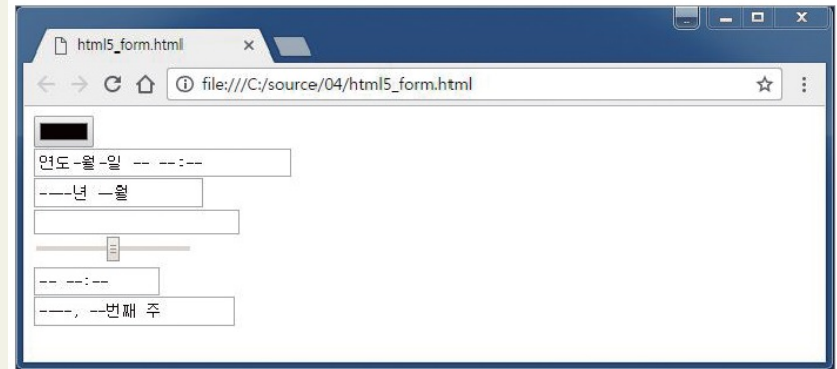 html5_form.html
file:///C:/source/04/html5_form.html
연도-월-일 -- --:--
----년 --월
-- --:--
----, --번째 주